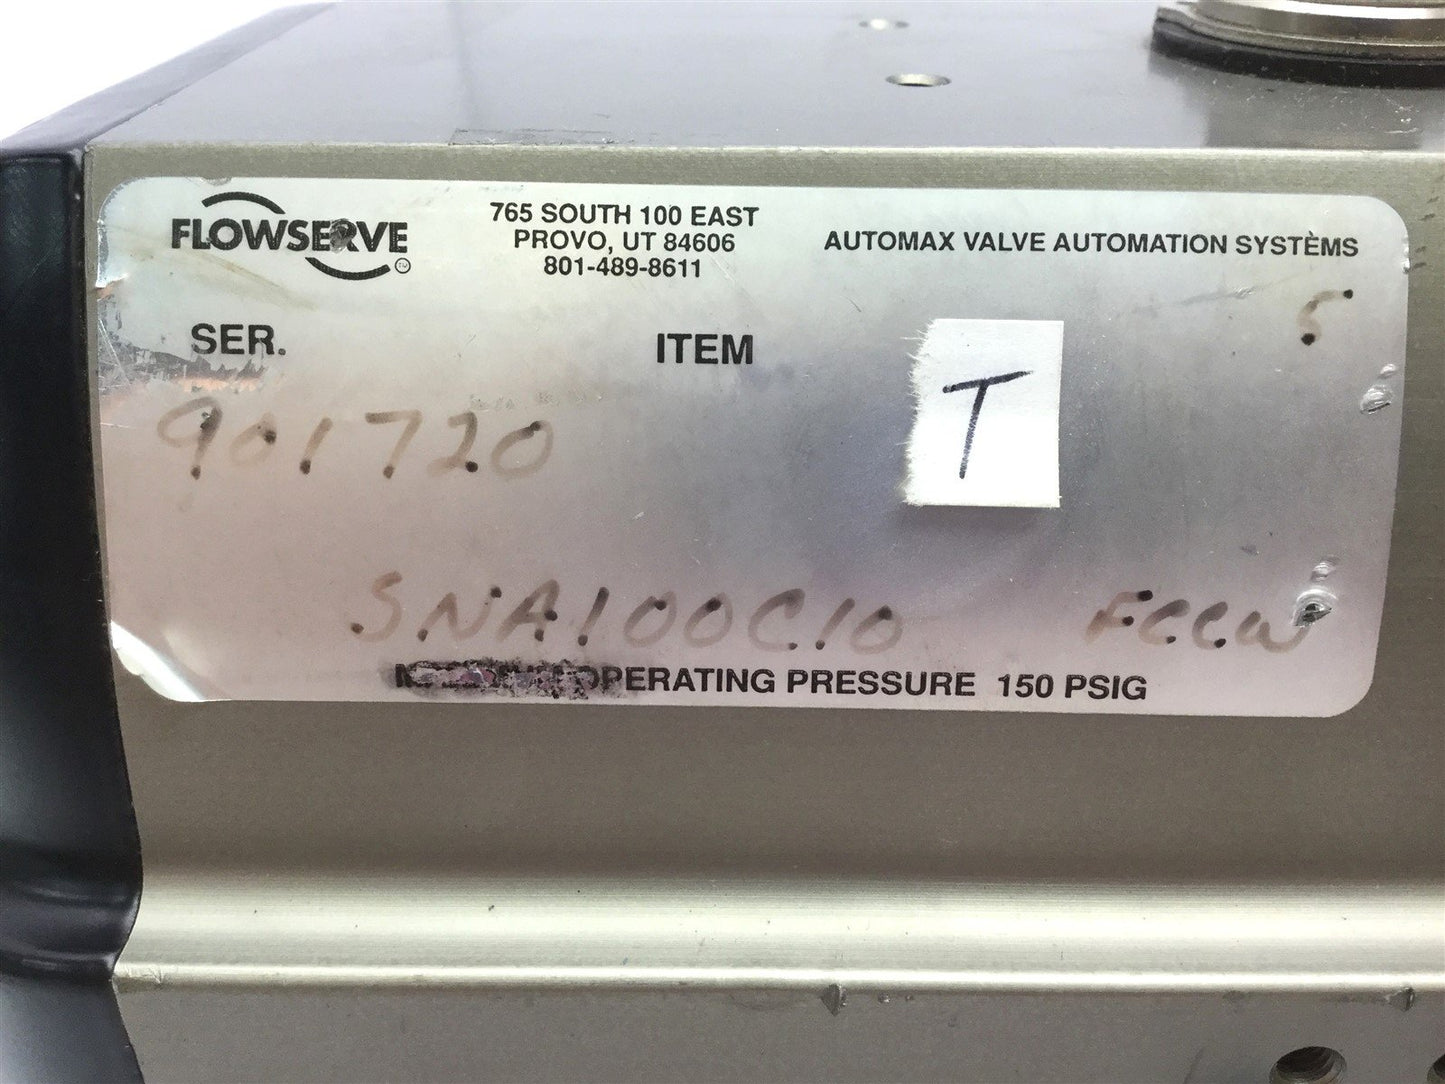 FLOWSERVE
765 SOUTH 100 EAST
PROVO, UT 84606
801-489-8611
AUTOMAX VALVE AUTOMATION SYSTEMS
SER.
ITEM
T
901720
SNA100C10 FCCW
OPERATING PRESSURE 150 PSIG